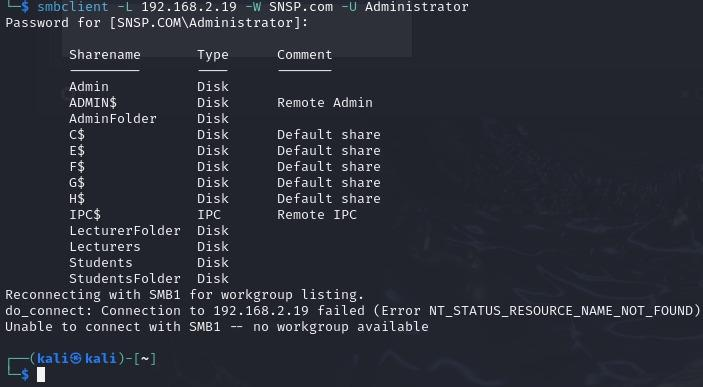 └─$ smbclient -L 192.168.2.19 -W SNSP.com -U Administrator
Password for [SNSP.COM\Administrator]:
Sharename Type Comment
--------- ---- -------
Admin Disk
ADMIN$ Disk Remote Admin
AdminFolder Disk
C$ Disk Default share
E$ Disk Default share
F$ Disk Default share
G$ Disk Default share
H$ Disk Default share
IPC$ IPC Remote IPC
LecturerFolder Disk
Lecturers Disk
Students Disk
StudentsFolder Disk
Reconnecting with SMB1 for workgroup listing.
do_connect: Connection to 192.168.2.19 failed (Error NT_STATUS_RESOURCE_NAME_NOT_FOUND)
Unable to connect with SMB1 -- no workgroup available
┌──(kali㉿kali)-[~]
└─$